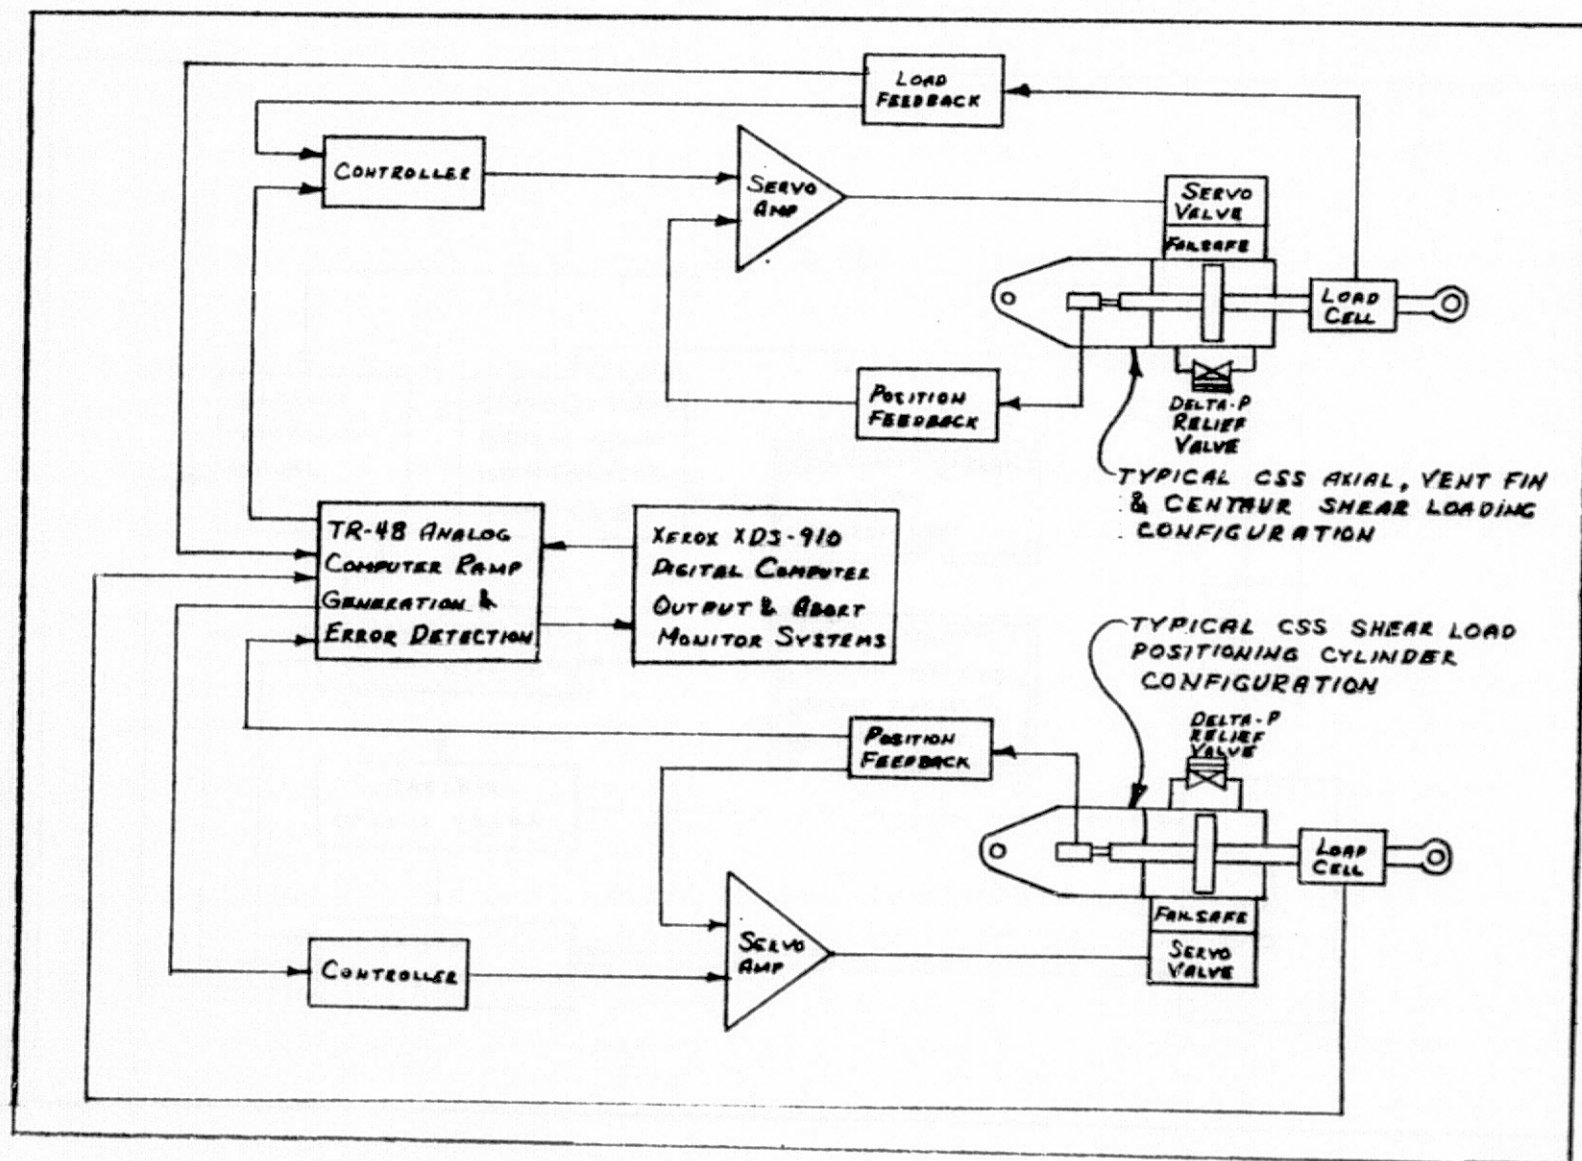 LOAD
FEEDBACK
CONTROLLER
SERVO
AMP
SERVO
VALVE
FAILSAFE
LOAD
CELL
POSITION
FEEDBACK
DELTA-P
RELIEF
VALVE
TYPICAL CSS AXIAL, VENT FIN
& CENTAUR SHEAR LOADING
CONFIGURATION
TR-48 ANALOG
COMPUTER RAMP
GENERATION &
ERROR DETECTION
XEROX XDS-910
DIGITAL COMPUTER
OUTPUT & ABORT
MONITOR SYSTEMS
TYPICAL CSS SHEAR LOAD
POSITIONING CYLINDER
CONFIGURATION
DELTA-P
RELIEF
VALVE
POSITION
FEEDBACK
LOAD
CELL
FAILSAFE
SERVO
VALVE
SERVO
AMP
CONTROLLER